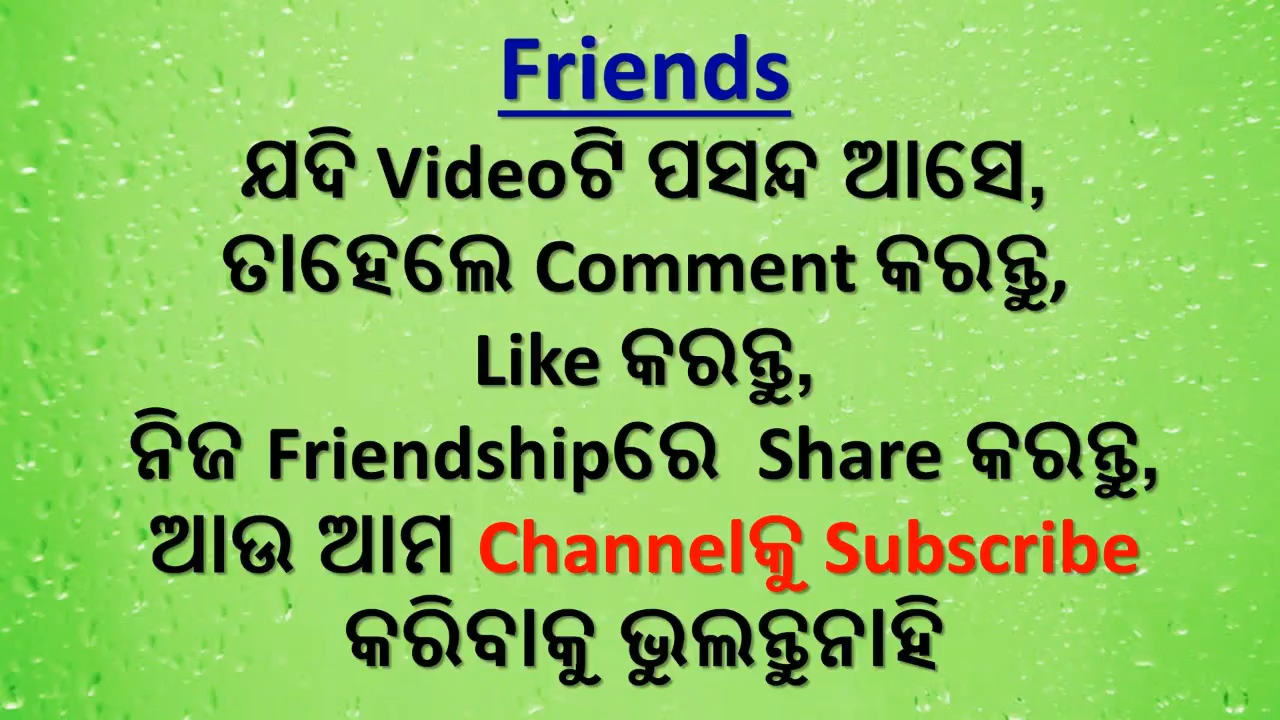 Friends
ଯଦି Videoଟି ପସନ୍ଦ ଆସେ,
ତାହେଲେ Comment କରନ୍ତୁ,
Like କରନ୍ତୁ,
ନିଜ Friendshipରେ Share କରନ୍ତୁ,
ଆଉ ଆମ Channelକୁ Subscribe
କରିବାକୁ ଭୁଲନ୍ତୁନାହି